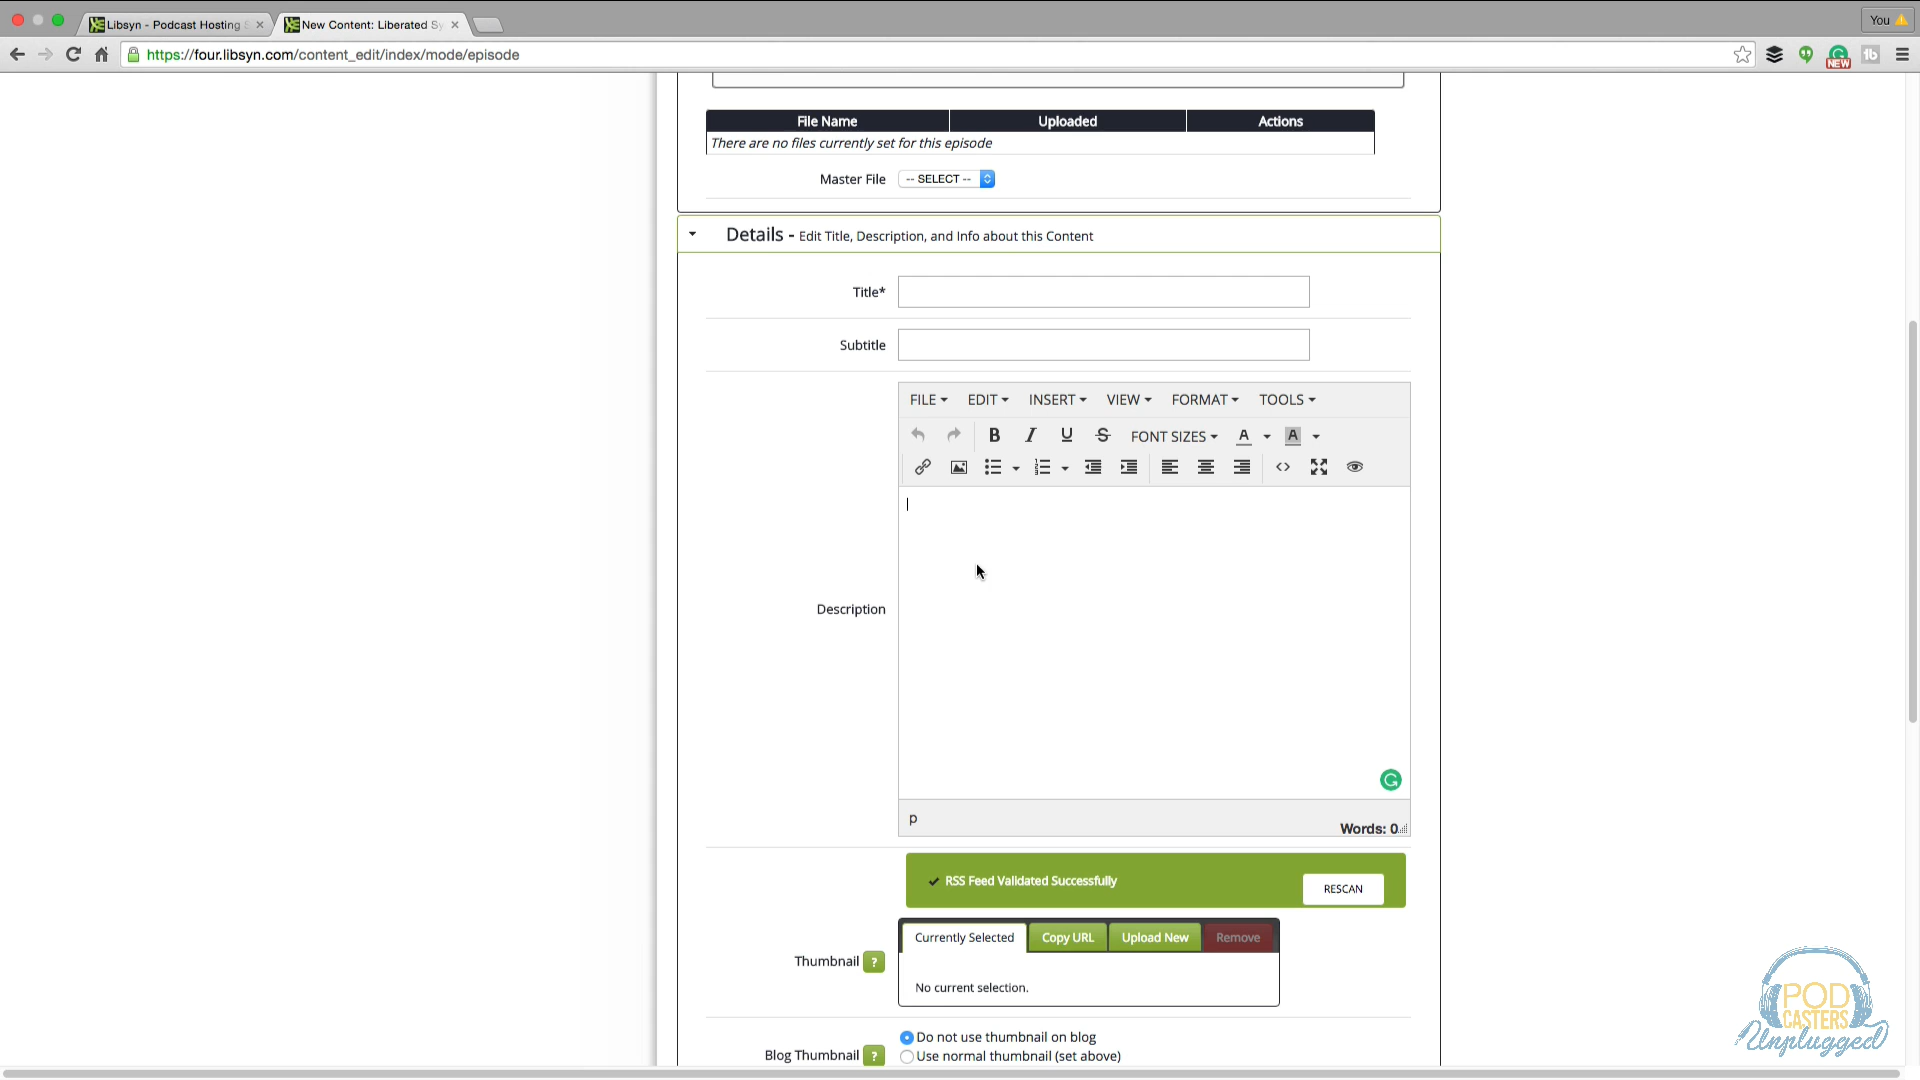 Libsyn - Podcast Hosting S
New Content: Liberated Sy
You
https://four.libsyn.com/content_edit/index/mode/episode
NEW
tb
File Name Uploaded Actions
There are no files currently set for this episode
Master File -- SELECT --
Details - Edit Title, Description, and Info about this Content
Title*
Subtitle
FILE EDIT INSERT VIEW FORMAT TOOLS
B I U S FONT SIZES A A
Description
p
Words: 0
RSS Feed Validated Successfully RESCAN
Currently Selected Copy URL Upload New Remove
Thumbnail ?
No current selection.
Do not use thumbnail on blog
Blog Thumbnail ?
Use normal thumbnail (set above)
POD
CASTERS
Unplugged